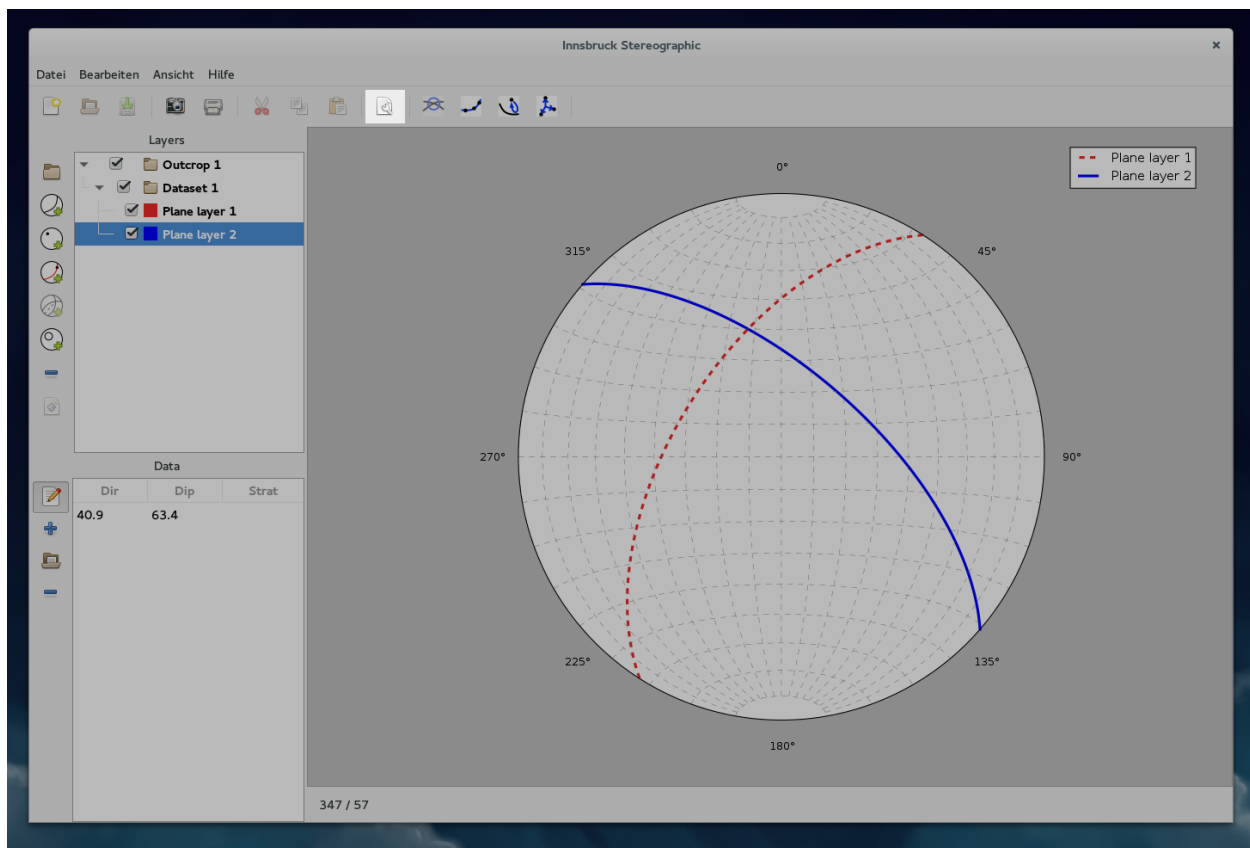 Innsbruck Stereographic
×
Datei Bearbeiten Ansicht Hilfe
Layers
Outcrop 1
Dataset 1
Plane layer 1
Plane layer 2
Data
Dir Dip Strat
40.9 63.4
Plane layer 1
Plane layer 2
0°
315° 45°
270° 90°
225° 135°
180°
347 / 57